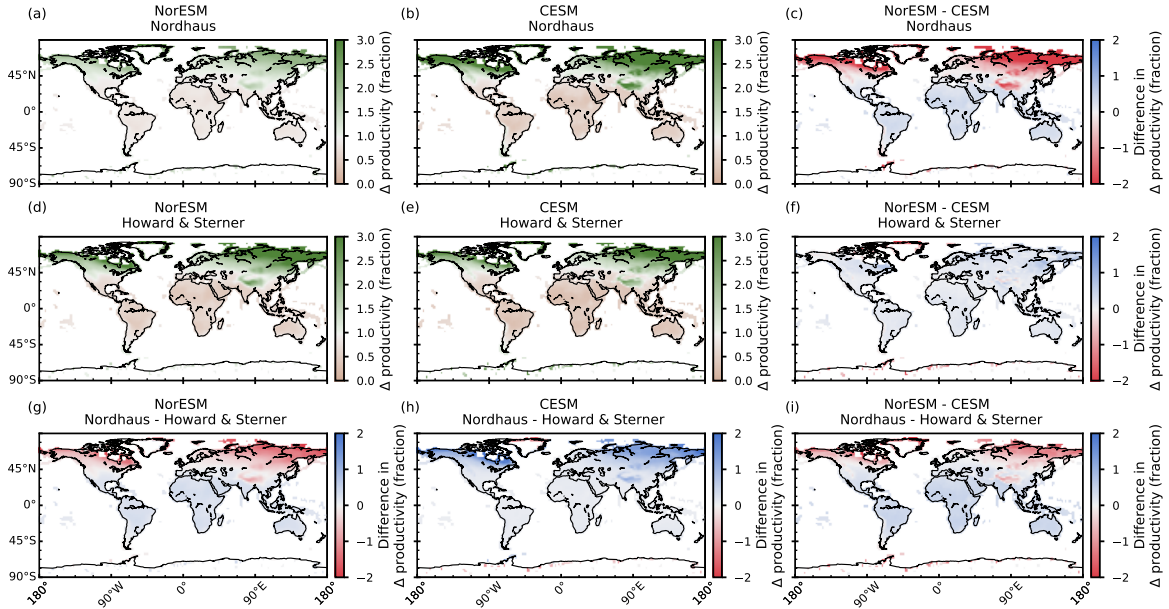 (a) NorESM
Nordhaus
(b) CESM
Nordhaus
(c) NorESM - CESM
Nordhaus
45°N
0°
45°S
90°S
3.0
2.5
2.0
1.5
1.0
0.5
0.0
Δ productivity (fraction)
3.0
2.5
2.0
1.5
1.0
0.5
0.0
Δ productivity (fraction)
2
1
0
−1
−2
Difference in
Δ productivity (fraction)
(d) NorESM
Howard & Sterner
(e) CESM
Howard & Sterner
(f) NorESM - CESM
Howard & Sterner
45°N
0°
45°S
90°S
3.0
2.5
2.0
1.5
1.0
0.5
0.0
Δ productivity (fraction)
3.0
2.5
2.0
1.5
1.0
0.5
0.0
Δ productivity (fraction)
2
1
0
−1
−2
Difference in
Δ productivity (fraction)
(g) NorESM
Nordhaus - Howard & Sterner
(h) CESM
Nordhaus - Howard & Sterner
(i) NorESM - CESM
Nordhaus - Howard & Sterner
45°N
0°
45°S
90°S
2
1
0
−1
−2
Difference in
Δ productivity (fraction)
2
1
0
−1
−2
Difference in
Δ productivity (fraction)
2
1
0
−1
−2
Difference in
Δ productivity (fraction)
180° 90°W 0° 90°E 180°
180° 90°W 0° 90°E 180°
180° 90°W 0° 90°E 180°